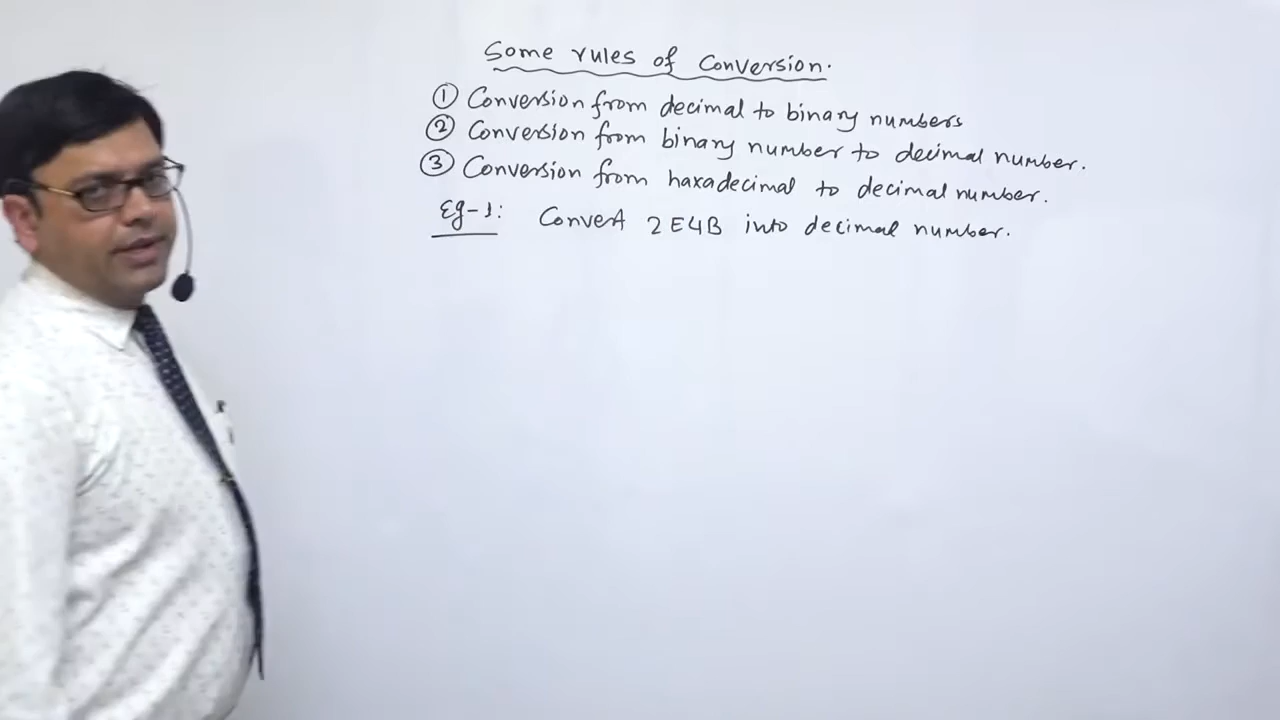 Some rules of Conversion.
① Conversion from decimal to binary numbers
② Conversion from binary number to decimal number.
③ Conversion from haxadecimal to decimal number.
Eg-1: Convert 2E4B into decimal number.